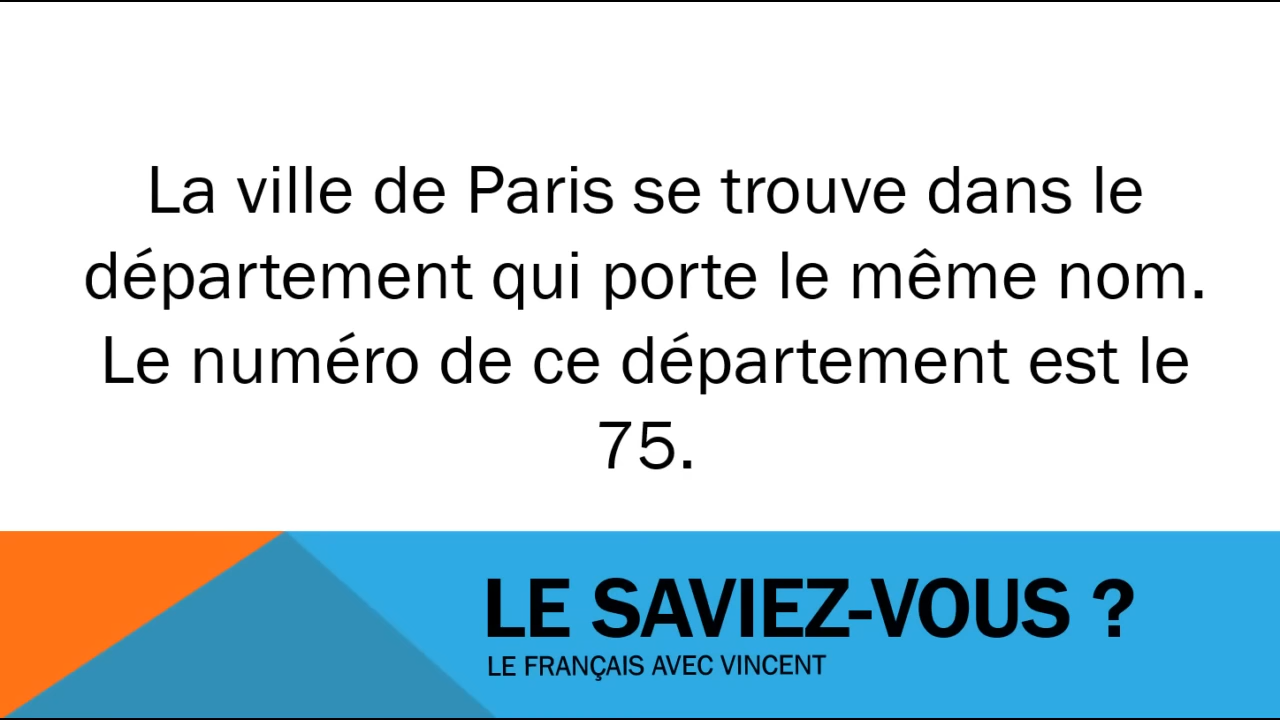 La ville de Paris se trouve dans le
département qui porte le même nom.
Le numéro de ce département est le
75.
LE SAVIEZ-VOUS ?
LE FRANÇAIS AVEC VINCENT